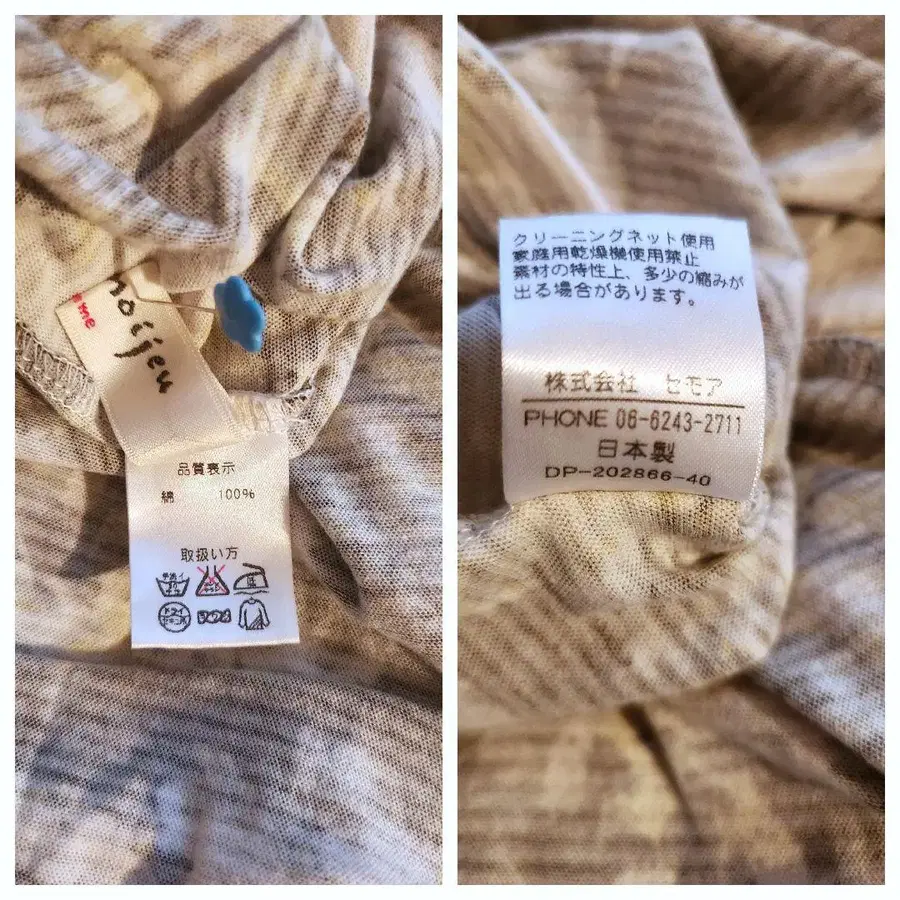 moijeu
me
品質表示
綿 100%
取扱い方
クリーニングネット使用
家庭用乾燥機使用禁止
素材の特性上、多少の縮みが
出る場合があります。
株式会社 ヒモア
PHONE 06-6243-2711
日本製
DP-202866-40